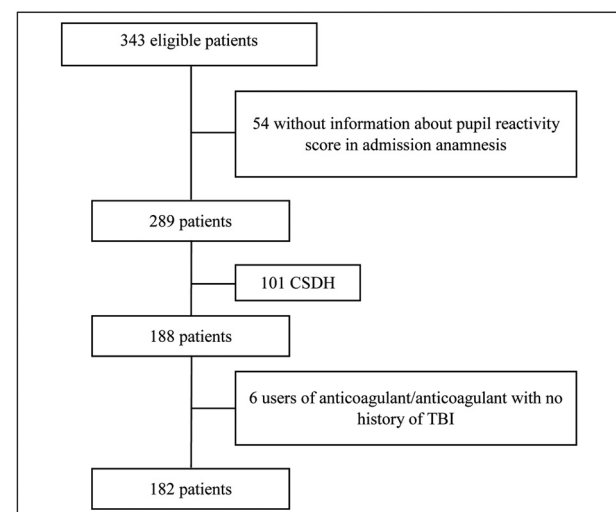 343 eligible patients
54 without information about pupil reactivity
score in admission anamnesis
289 patients
101 CSDH
188 patients
6 users of anticoagulant/anticoagulant with no
history of TBI
182 patients